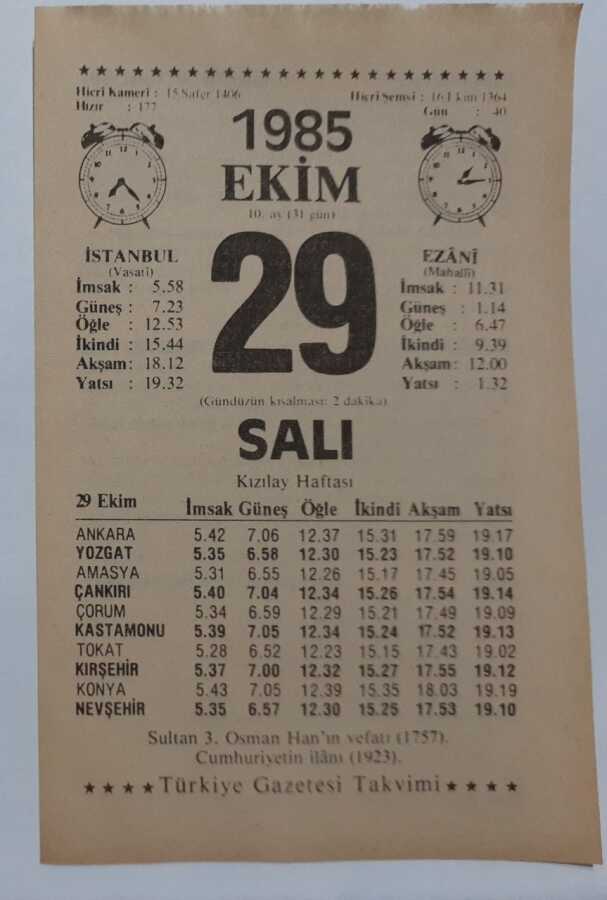 ★★★★★★★★★★★★★★★★★★★★★★★★★★★★★
Hicri Kameri : 15 Safer 1406
Hicri Şemsi : 16 Ekim 1364
Hızır : 177
Gün : 40
1985
EKİM
10. ay (31 gün)
29
İSTANBUL
(Vasati)
İmsak : 5.58
Güneş : 7.23
Öğle : 12.53
İkindi : 15.44
Akşam: 18.12
Yatsı : 19.32
EZÂNÎ
(Mahallî)
İmsak : 11.31
Güneş : 1.14
Öğle : 6.47
İkindi : 9.39
Akşam: 12.00
Yatsı : 1.32
(Gündüzün kısalması: 2 dakika)
SALI
Kızılay Haftası
29 Ekim İmsak Güneş Öğle İkindi Akşam Yatsı
ANKARA 5.42 7.06 12.37 15.31 17.59 19.17
YOZGAT 5.35 6.58 12.30 15.23 17.52 19.10
AMASYA 5.31 6.55 12.26 15.17 17.45 19.05
ÇANKIRI 5.40 7.04 12.34 15.26 17.54 19.14
ÇORUM 5.34 6.59 12.29 15.21 17.49 19.09
KASTAMONU 5.39 7.05 12.34 15.24 17.52 19.13
TOKAT 5.28 6.52 12.23 15.15 17.43 19.02
KIRŞEHİR 5.37 7.00 12.32 15.27 17.55 19.12
KONYA 5.43 7.05 12.39 15.35 18.03 19.19
NEVŞEHİR 5.35 6.57 12.30 15.25 17.53 19.10
Sultan 3. Osman Han'ın vefatı (1757).
Cumhuriyetin ilânı (1923).
★★★★Türkiye Gazetesi Takvimi★★★★